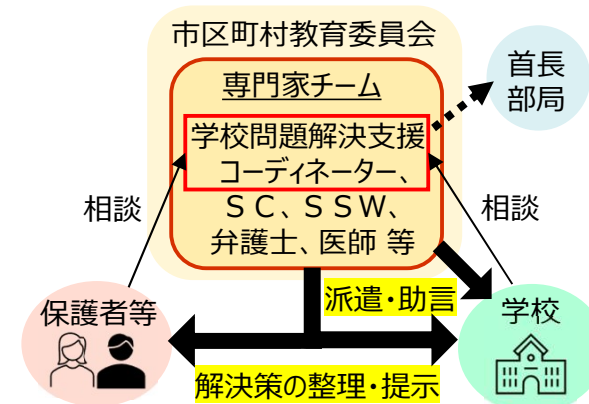 市区町村教育委員会
専門家チーム
学校問題解決支援
コーディネーター、
ＳＣ、ＳＳＷ、
弁護士、医師 等
首長
部局
相談
相談
派遣・助言
保護者等
学校
解決策の整理・提示